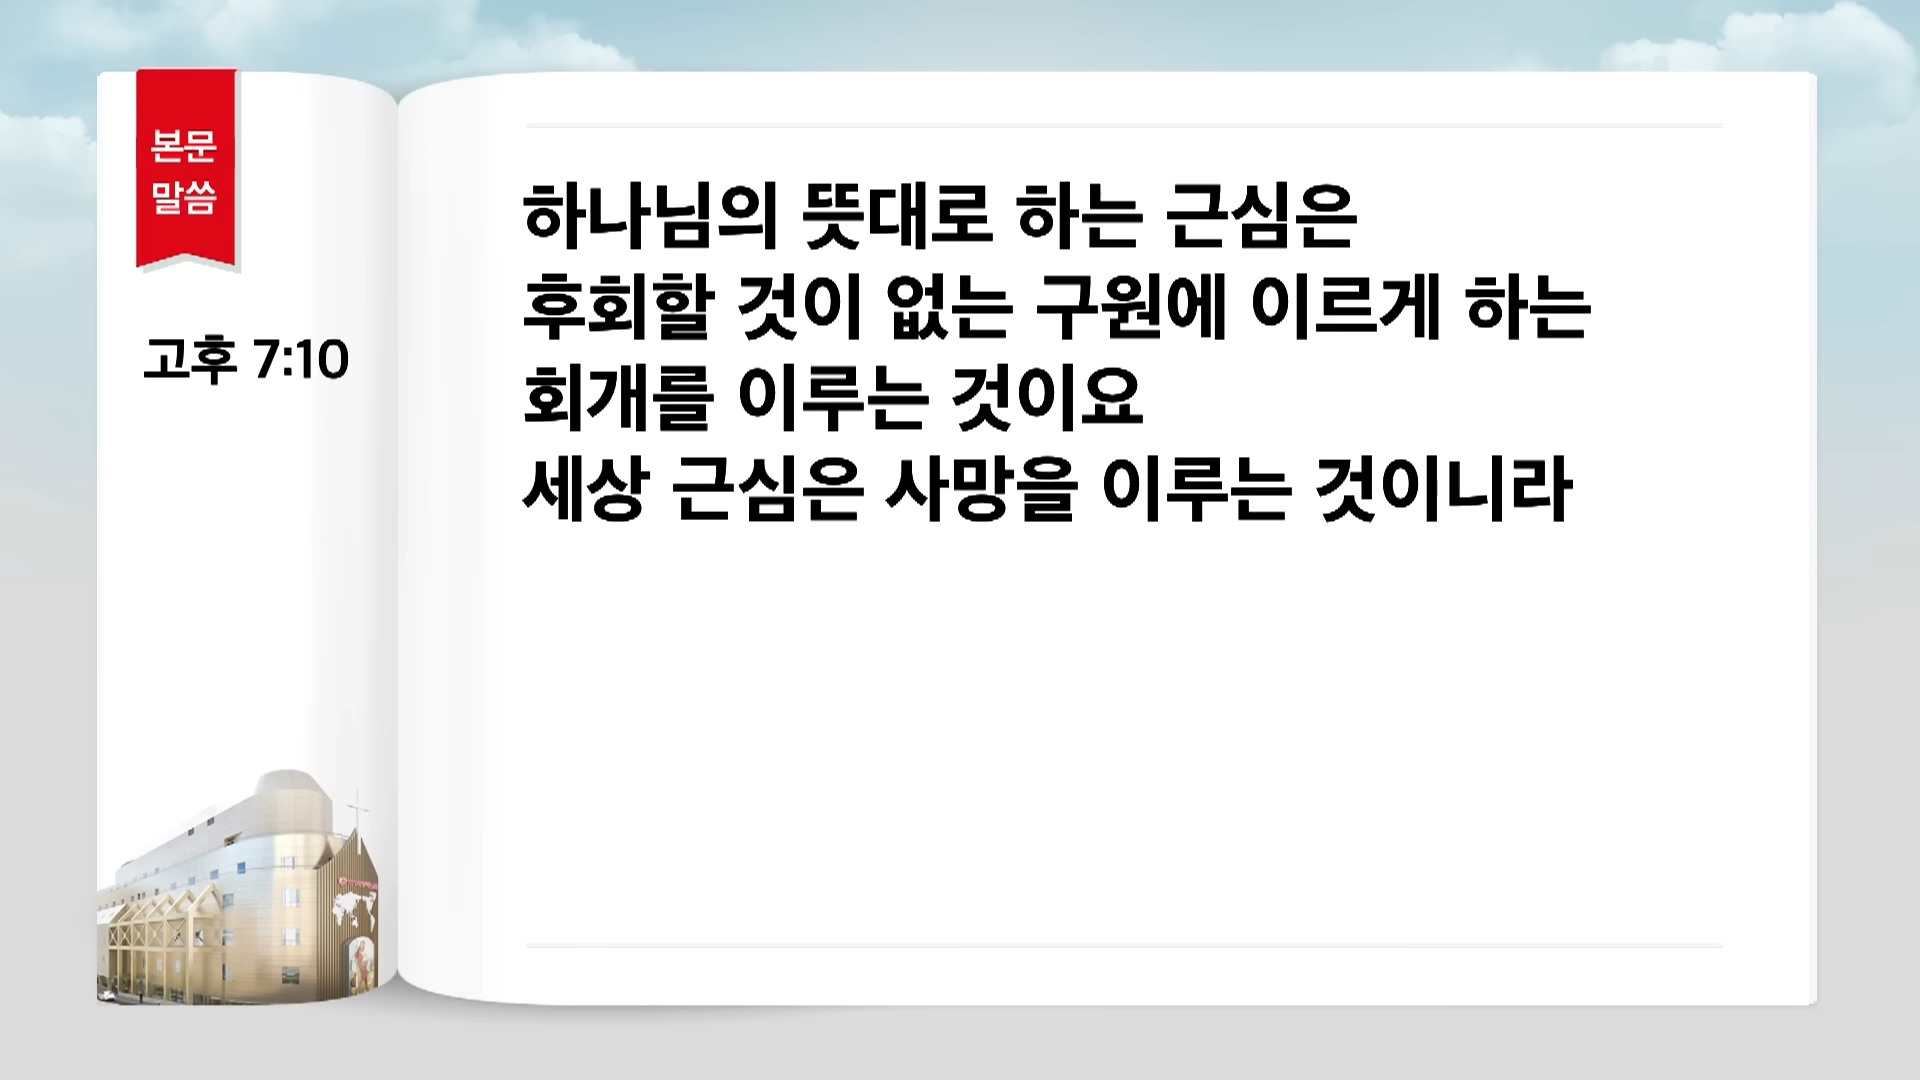 본문
말씀
고후 7:10
하나님의 뜻대로 하는 근심은
후회할 것이 없는 구원에 이르게 하는
회개를 이루는 것이요
세상 근심은 사망을 이루는 것이니라